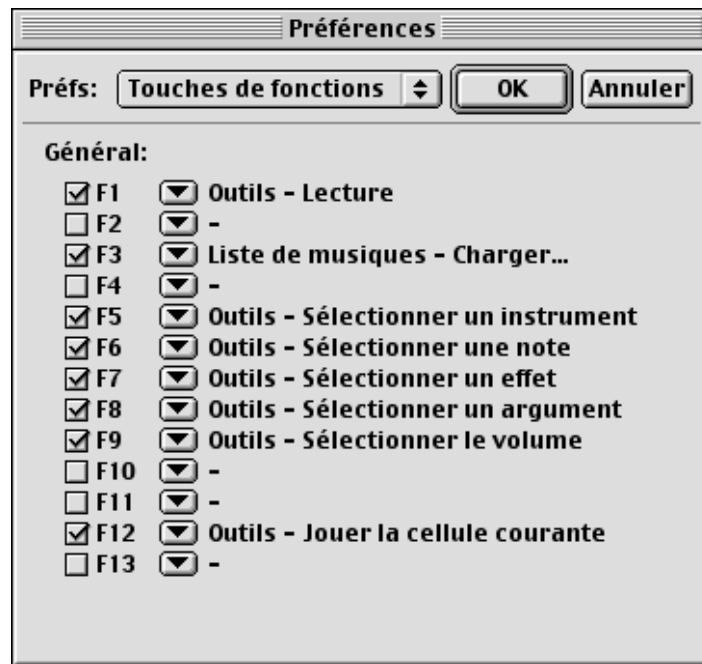 Préférences
Préfs: Touches de fonctions OK Annuler
Général:
F1 Outils - Lecture
F2 -
F3 Liste de musiques - Charger...
F4 -
F5 Outils - Sélectionner un instrument
F6 Outils - Sélectionner une note
F7 Outils - Sélectionner un effet
F8 Outils - Sélectionner un argument
F9 Outils - Sélectionner le volume
F10 -
F11 -
F12 Outils - Jouer la cellule courante
F13 -